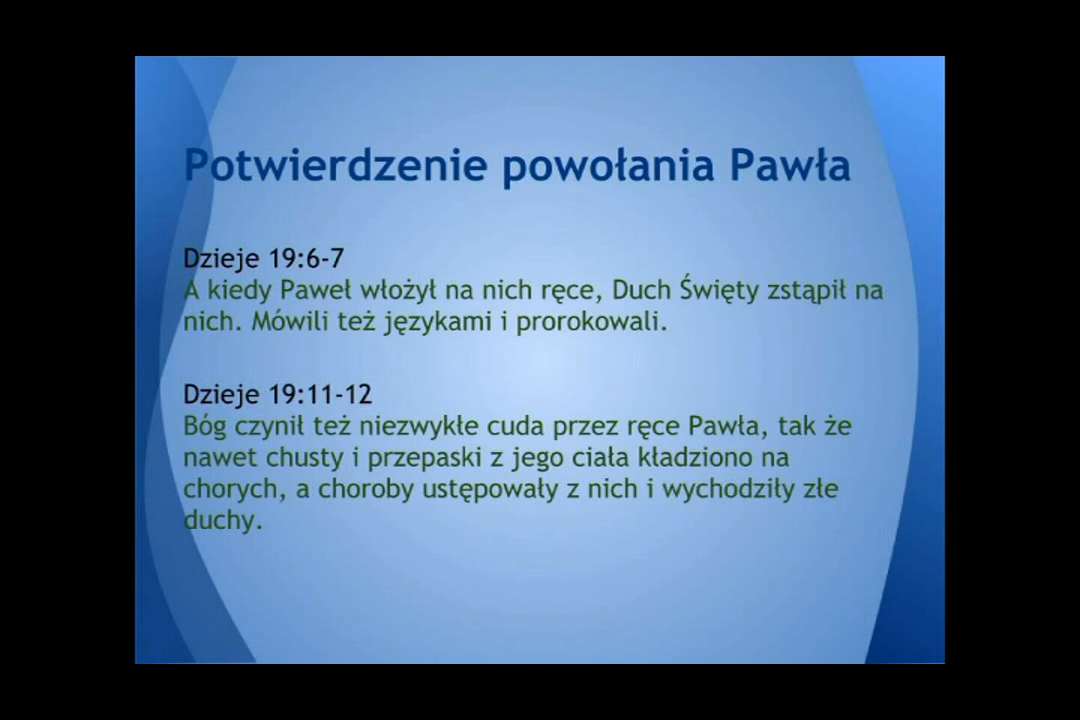 Potwierdzenie powołania Pawła
Dzieje 19:6-7
A kiedy Paweł włożył na nich ręce, Duch Święty zstąpił na
nich. Mówili też językami i prorokowali.
Dzieje 19:11-12
Bóg czynił też niezwykłe cuda przez ręce Pawła, tak że
nawet chusty i przepaski z jego ciała kładziono na
chorych, a choroby ustępowały z nich i wychodziły złe
duchy.